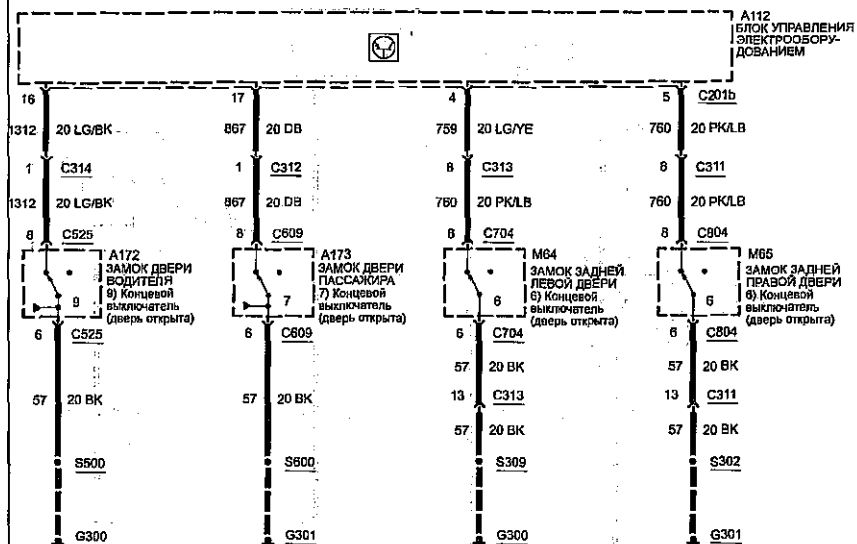 A112
БЛОК УПРАВЛЕНИЯ
ЭЛЕКТРООБОРУ-
ДОВАНИЕМ
16 17 4 5 C201b
1312 20 LG/BK 867 20 DB 759 20 LG/YE 760 20 PK/LB
1 C314 1 C312 8 C313 8 C311
1312 20 LG/BK 867 20 DB 760 20 PK/LB 760 20 PK/LB
8 C525 8 C609 8 C704 8 C804
A172 A173 M64 M65
ЗАМОК ДВЕРИ ЗАМОК ДВЕРИ ЗАМОК ЗАДНЕЙ ЗАМОК ЗАДНЕЙ
ВОДИТЕЛЯ ПАССАЖИРА ЛЕВОЙ ДВЕРИ ПРАВОЙ ДВЕРИ
9 9) Концевой 7 7) Концевой 6 6) Концевой 6 6) Концевой
выключатель выключатель выключатель выключатель
(дверь открыта) (дверь открыта) (дверь открыта) (дверь открыта)
6 C525 6 C609 6 C704 6 C804
57 20 BK 57 20 BK
13 C313 13 C311
57 20 BK 57 20 BK 57 20 BK 57 20 BK
S500 S600 S309 S302
G300 G301 G300 G301